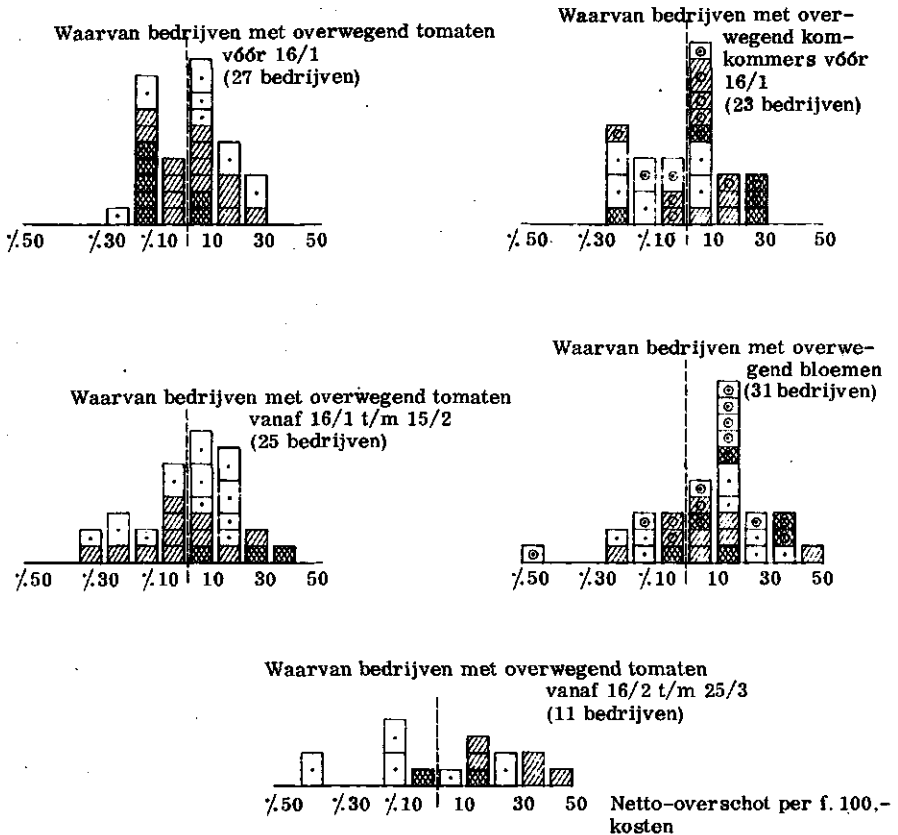 Waarvan bedrijven met overwegend tomaten
vóór 16/1
(27 bedrijven)
⁒50 ⁒30 ⁒10 10 30 50
Waarvan bedrijven met over-
wegend kom-
kommers vóór
16/1
(23 bedrijven)
⁒50 ⁒30 ⁒10 10 30 50
Waarvan bedrijven met overwegend tomaten
vanaf 16/1 t/m 15/2
(25 bedrijven)
⁒50 ⁒30 ⁒10 10 30 50
Waarvan bedrijven met overwe-
gend bloemen
(31 bedrijven)
⁒50 ⁒30 ⁒10 10 30 50
Waarvan bedrijven met overwegend tomaten
vanaf 16/2 t/m 25/3
(11 bedrijven)
⁒50 ⁒30 ⁒10 10 30 50
Netto-overschot per f. 100,-
kosten